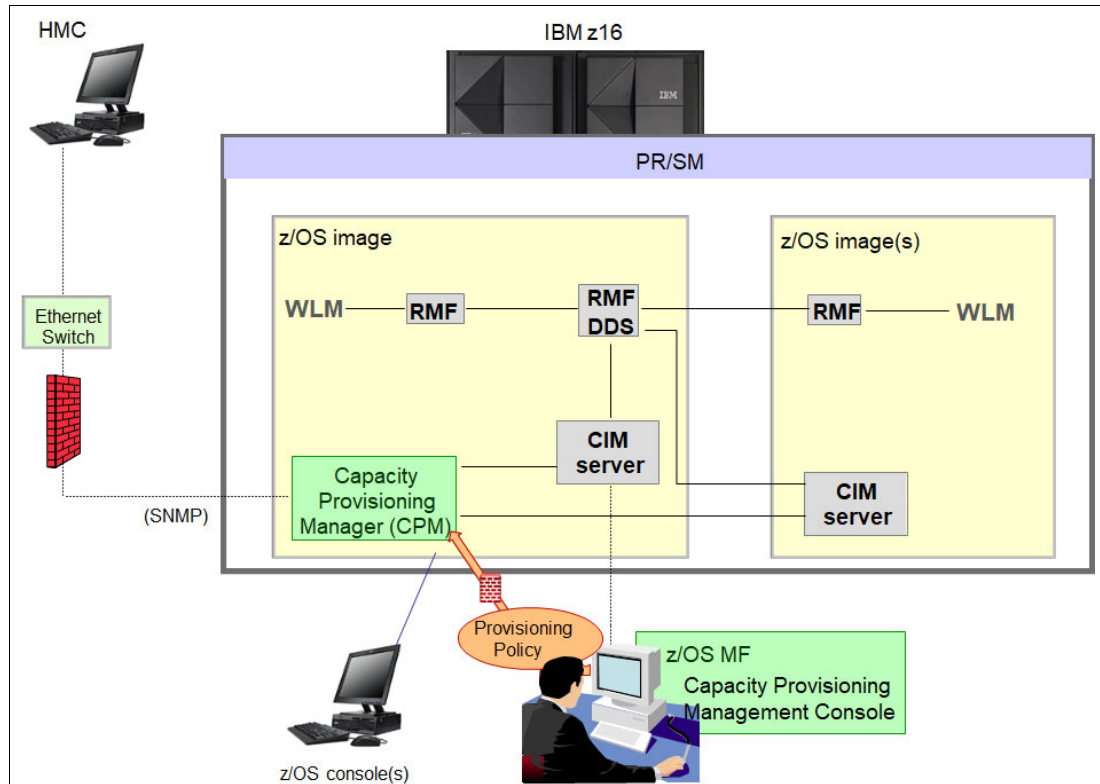 HMC
IBM z16
IBM
PR/SM
z/OS image
z/OS image(s)
WLM
RMF
RMF
DDS
RMF
WLM
Ethernet
Switch
CIM
server
Capacity
Provisioning
Manager (CPM)
CIM
server
(SNMP)
Provisioning
Policy
z/OS MF
Capacity Provisioning
Management Console
z/OS console(s)